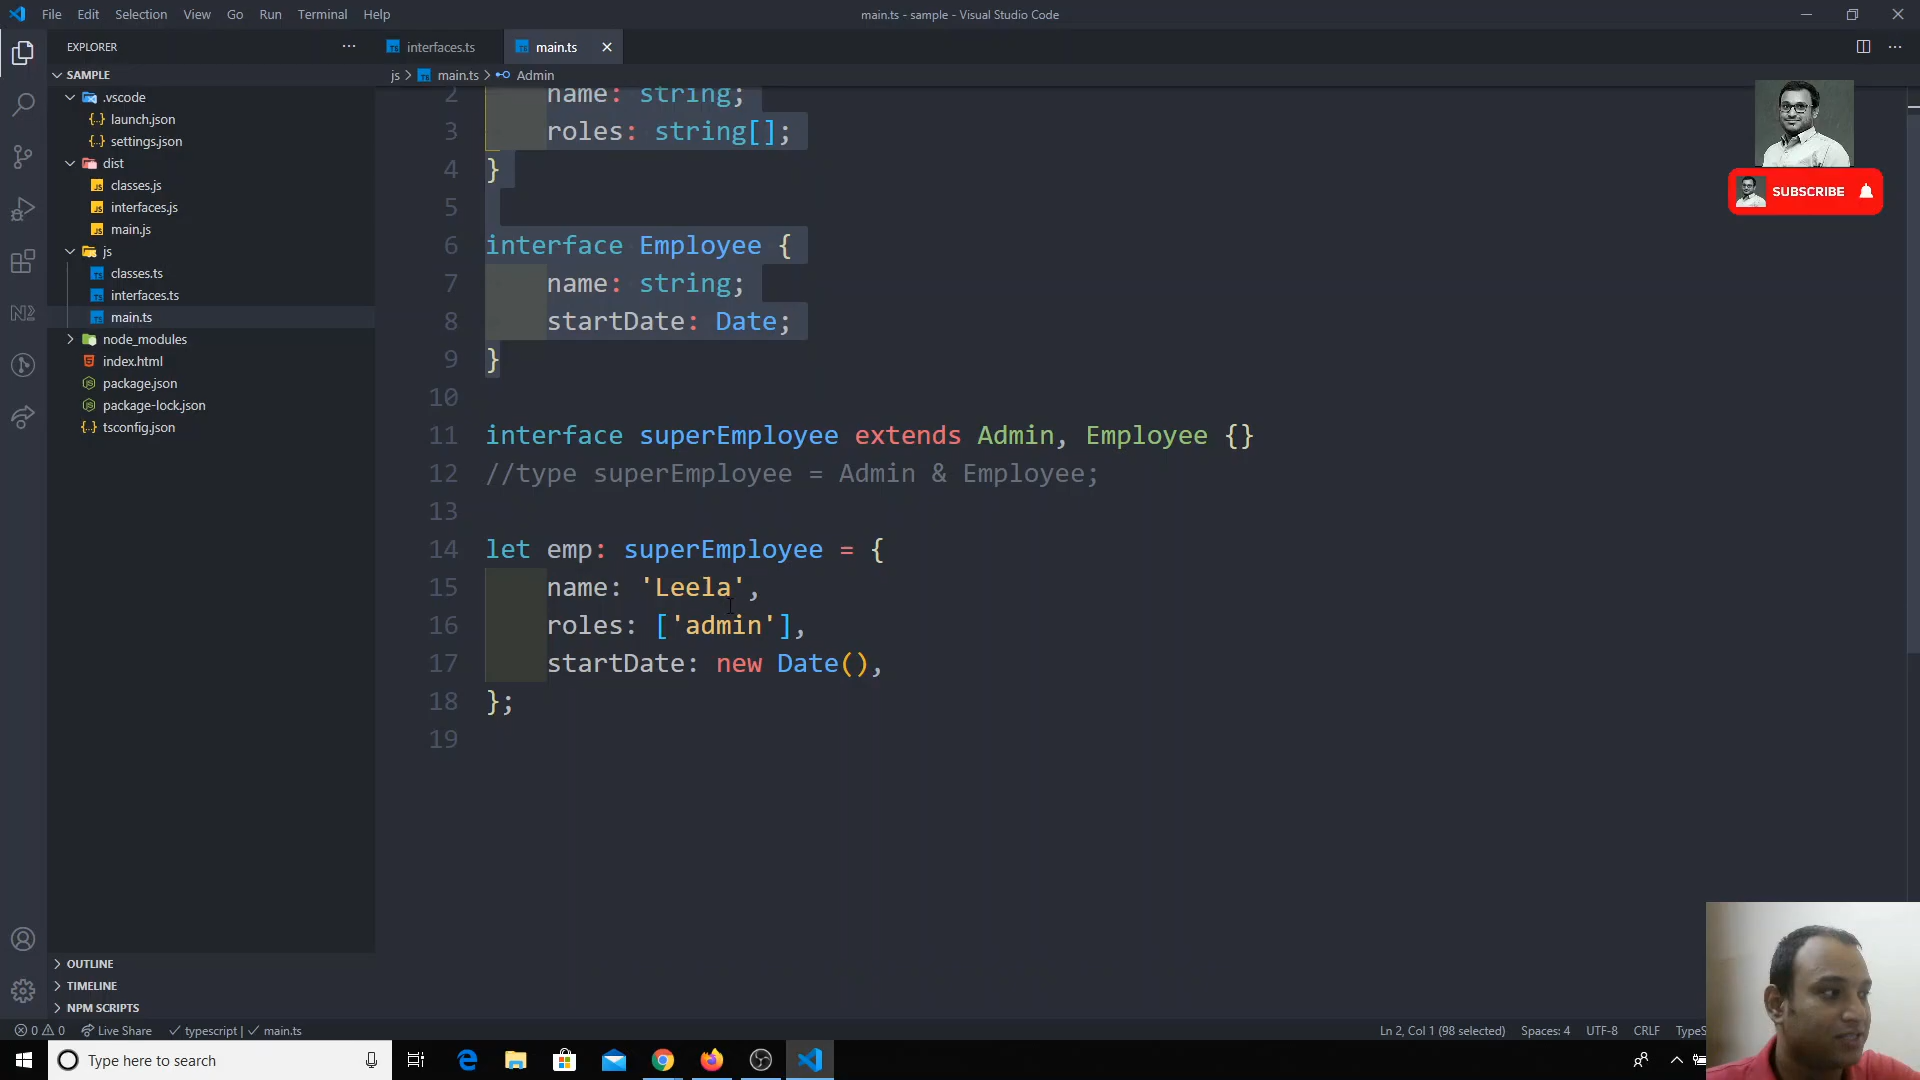 File Edit Selection View Go Run Terminal Help
main.ts - sample - Visual Studio Code
EXPLORER
interfaces.ts
main.ts
SAMPLE
js > main.ts > Admin
.vscode
launch.json
settings.json
dist
classes.js
interfaces.js
main.js
js
classes.ts
interfaces.ts
main.ts
node_modules
index.html
package.json
package-lock.json
tsconfig.json
2 name: string;
3 roles: string[];
4 }
5
6 interface Employee {
7 name: string;
8 startDate: Date;
9 }
10
11 interface superEmployee extends Admin, Employee {}
12 //type superEmployee = Admin & Employee;
13
14 let emp: superEmployee = {
15 name: 'Leela',
16 roles: ['admin'],
17 startDate: new Date(),
18 };
19
SUBSCRIBE
OUTLINE
TIMELINE
NPM SCRIPTS
0 0 Live Share typescript | main.ts
Ln 2, Col 1 (98 selected) Spaces: 4 UTF-8 CRLF TypeS
Type here to search